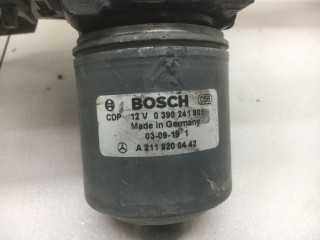 BOSCH
CDP 12 V 0 390 241 901
Made in Germany
03-09-19 1
A 211 820 04 42